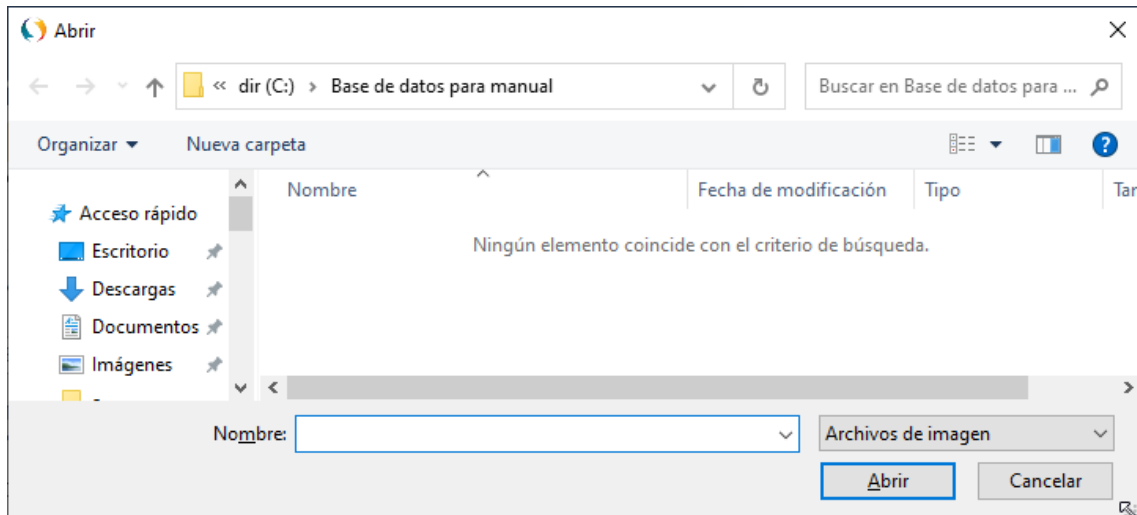 Abrir
« dir (C:) › Base de datos para manual
Buscar en Base de datos para ...
Organizar
Nueva carpeta
Nombre
Fecha de modificación
Tipo
Tar
Acceso rápido
Escritorio
Descargas
Documentos
Imágenes
Ningún elemento coincide con el criterio de búsqueda.
Nombre:
Archivos de imagen
Abrir
Cancelar